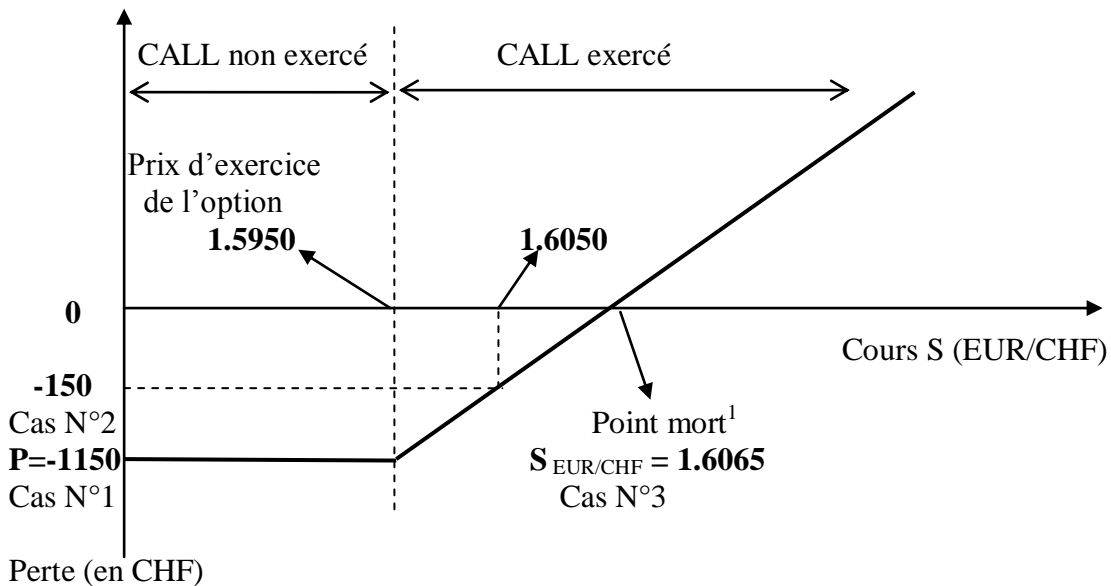 CALL non exercé
CALL exercé
Prix d'exercice
de l'option
1.5950
1.6050
0
Cours S (EUR/CHF)
-150
Cas N°2
Point mort¹
P=-1150
S EUR/CHF = 1.6065
Cas N°1
Cas N°3
Perte (en CHF)